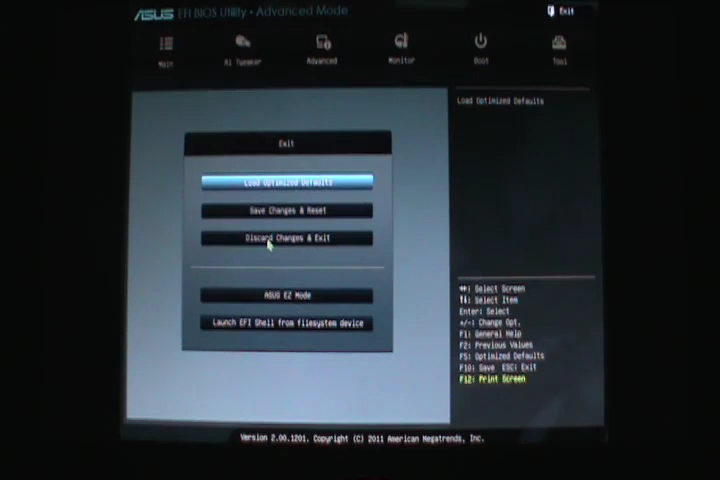 ASUS EFI BIOS Utility - Advanced Mode
Exit
Main
Ai Tweaker
Advanced
Monitor
Boot
Tool
Exit
Load Optimized Defaults
Save Changes & Reset
Discard Changes & Exit
ASUS EZ Mode
Launch EFI Shell from filesystem device
Load Optimized Defaults
→←: Select Screen
↑↓: Select Item
Enter: Select
+/-: Change Opt.
F1: General Help
F2: Previous Values
F5: Optimized Defaults
F10: Save ESC: Exit
F12: Print Screen
Version 2.00.1201. Copyright (C) 2011 American Megatrends, Inc.